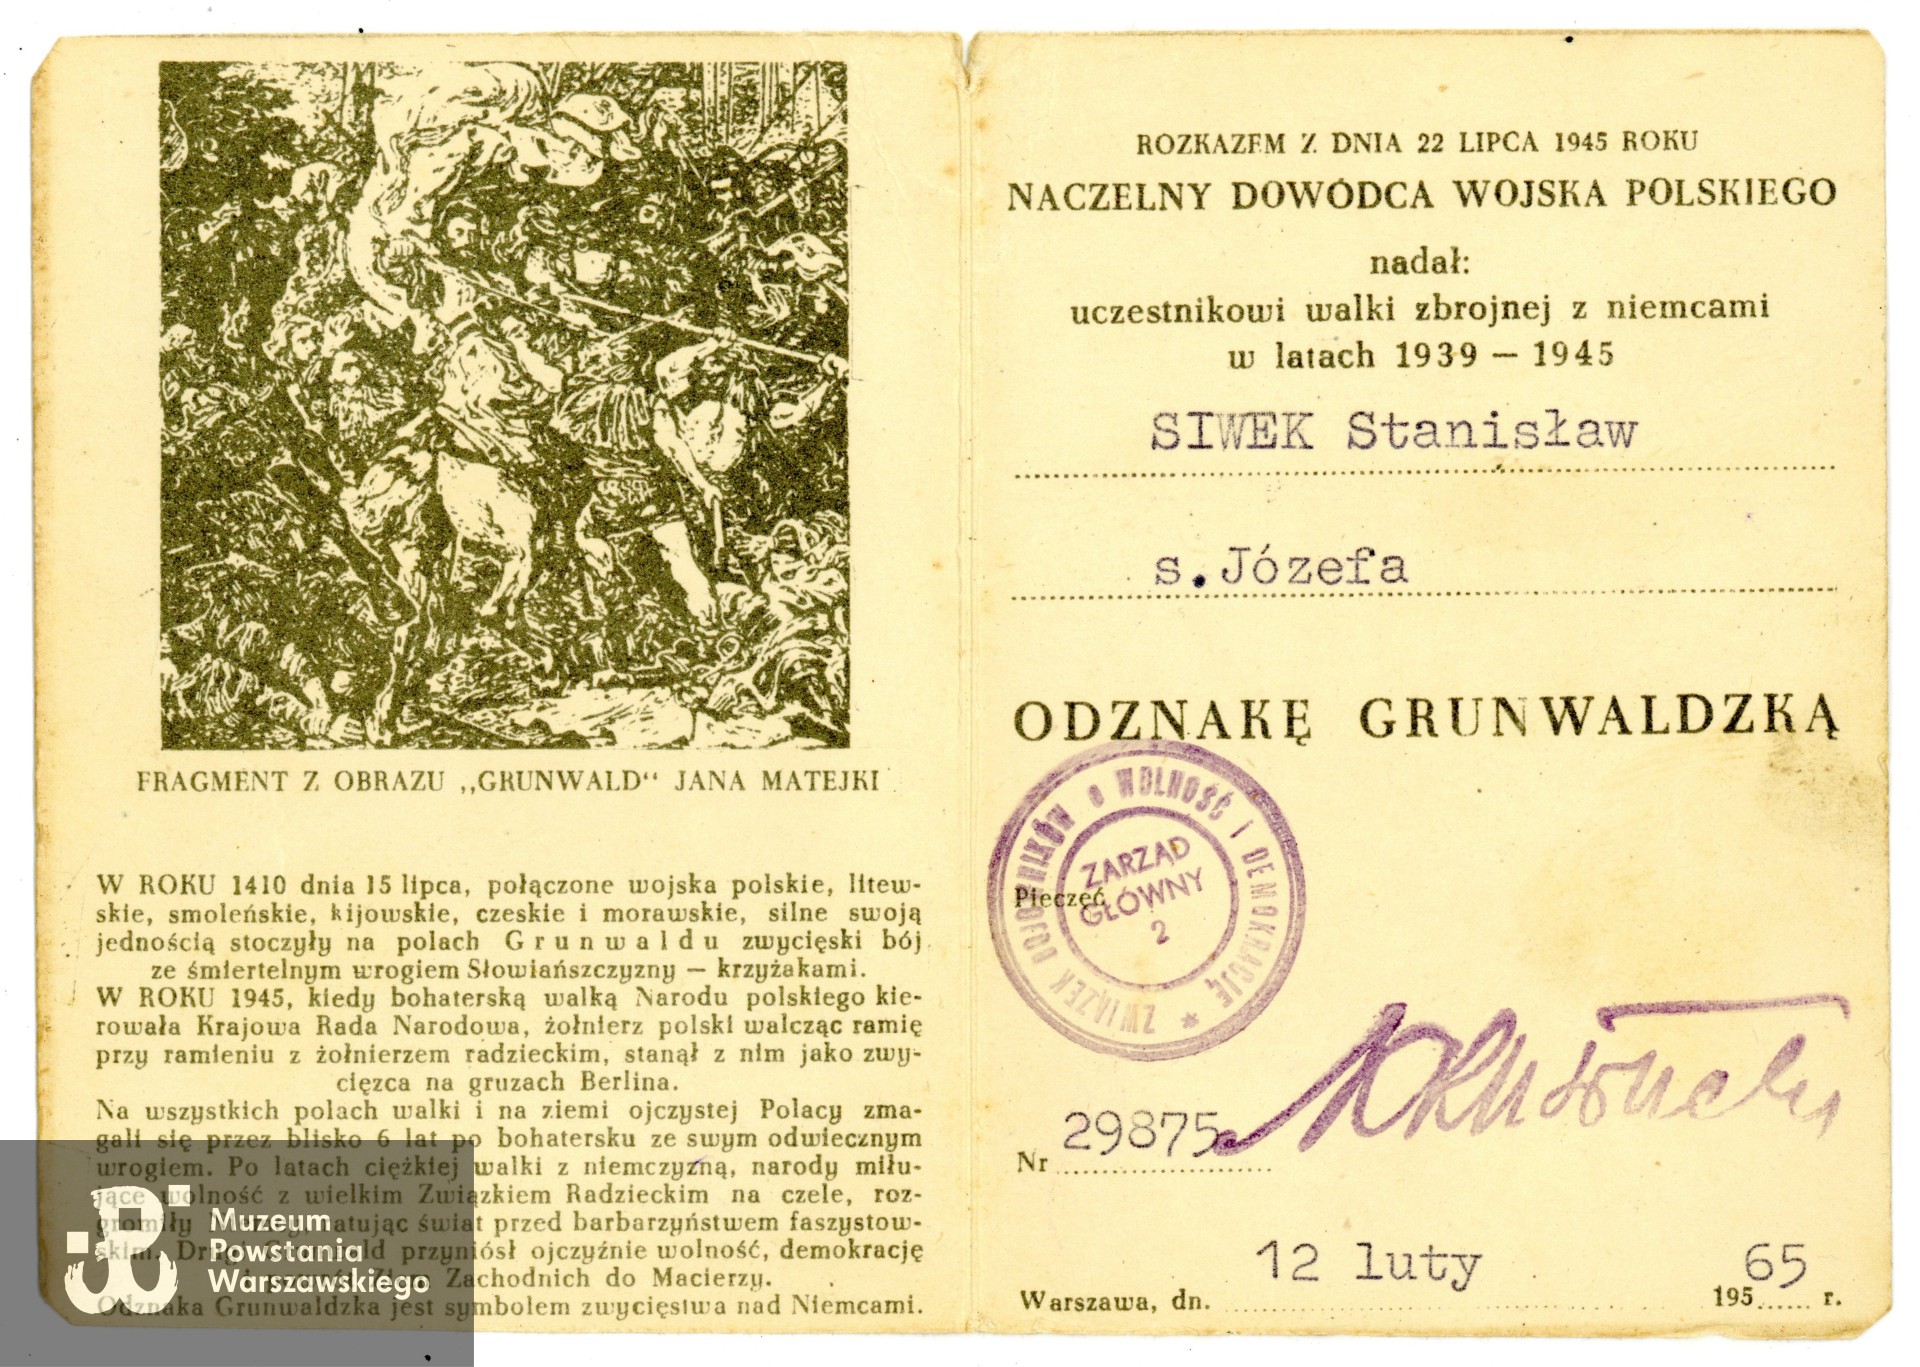 FRAGMENT Z OBRAZU „GRUNWALD“ JANA MATEJKI
W ROKU 1410 dnia 15 lipca, połączone wojska polskie, litew-
skie, smoleńskie, kijowskie, czeskie i morawskie, silne swoją
jednością stoczyły na polach Grunwaldu zwycięski bój
ze śmiertelnym wrogiem Słowiańszczyzny — krzyżakami.
W ROKU 1945, kiedy bohaterską walką Narodu polskiego kie-
rowała Krajowa Rada Narodowa, żołnierz polski walcząc ramię
przy ramieniu z żołnierzem radzieckim, stanął z nim jako zwy-
cięzca na gruzach Berlina.
Na wszystkich polach walki i na ziemi ojczystej Polacy zma-
gali się przez blisko 6 lat po bohatersku ze swym odwiecznym
wrogiem. Po latach ciężkiej walki z niemczyzną, narody miłu-
jące wolność z wielkim Związkiem Radzieckim na czele, roz-
gromiły ratując świat przed barbarzyństwem faszystow-
skim. Drugi Grunwald przyniósł ojczyźnie wolność, demokrację
Ziem Zachodnich do Macierzy.
Odznaka Grunwaldzka jest symbolem zwycięstwa nad Niemcami.
Muzeum
Powstania
Warszawskiego
ROZKAZEM Z DNIA 22 LIPCA 1945 ROKU
NACZELNY DOWÓDCA WOJSKA POLSKIEGO
nadał:
uczestnikowi walki zbrojnej z niemcami
w latach 1939 — 1945
SIWEK Stanisław
s.Józefa
ODZNAKĘ GRUNWALDZKĄ
ZWIĄZEK BOJOWNIKÓW o WOLNOŚĆ i DEMOKRACJĘ *
ZARZĄD
GŁÓWNY
2
Pieczęć
Nr 29875
12 luty 65
Warszawa, dn. 195 r.